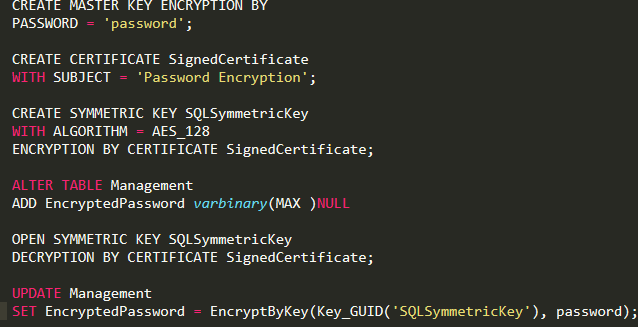 CREATE MASTER KEY ENCRYPTION BY
PASSWORD = 'password';
CREATE CERTIFICATE SignedCertificate
WITH SUBJECT = 'Password Encryption';
CREATE SYMMETRIC KEY SQLSymmetricKey
WITH ALGORITHM = AES_128
ENCRYPTION BY CERTIFICATE SignedCertificate;
ALTER TABLE Management
ADD EncryptedPassword varbinary(MAX )NULL
OPEN SYMMETRIC KEY SQLSymmetricKey
DECRYPTION BY CERTIFICATE SignedCertificate;
UPDATE Management
SET EncryptedPassword = EncryptByKey(Key_GUID('SQLSymmetricKey'), password);